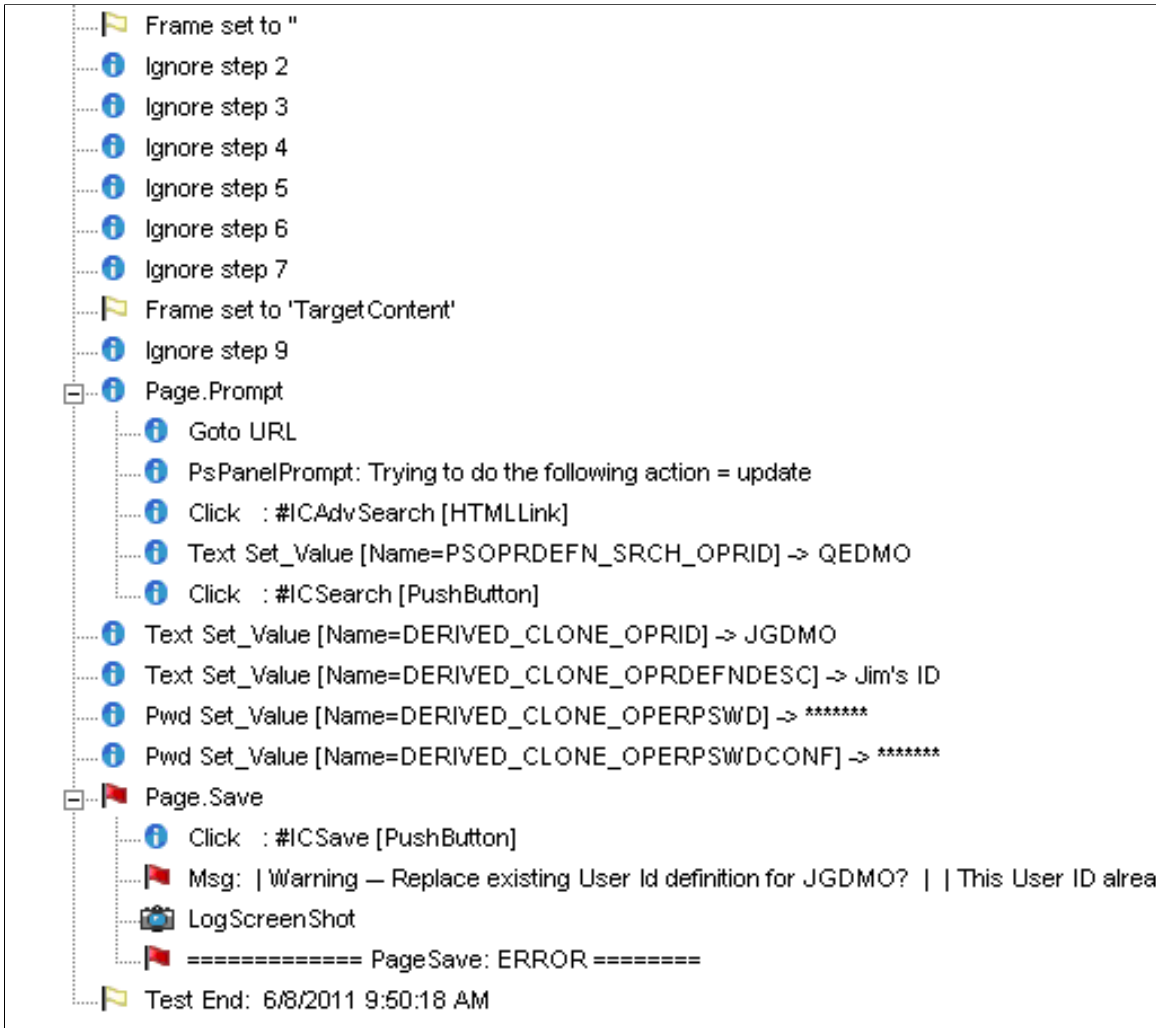 Frame set to ''
Ignore step 2
Ignore step 3
Ignore step 4
Ignore step 5
Ignore step 6
Ignore step 7
Frame set to 'TargetContent'
Ignore step 9
Page.Prompt
Goto URL
PsPanelPrompt: Trying to do the following action = update
Click : #ICAdvSearch [HTMLLink]
Text Set_Value [Name=PSOPRDEFN_SRCH_OPRID] -> QEDMO
Click : #ICSearch [PushButton]
Text Set_Value [Name=DERIVED_CLONE_OPRID] -> JGDMO
Text Set_Value [Name=DERIVED_CLONE_OPRDEFNDESC] -> Jim's ID
Pwd Set_Value [Name=DERIVED_CLONE_OPERPSWD] -> *******
Pwd Set_Value [Name=DERIVED_CLONE_OPERPSWDCONF] -> *******
Page.Save
Click : #ICSave [PushButton]
Msg: | Warning — Replace existing User Id definition for JGDMO? | | This User ID alrea
LogScreenShot
============= PageSave: ERROR ========
Test End: 6/8/2011 9:50:18 AM